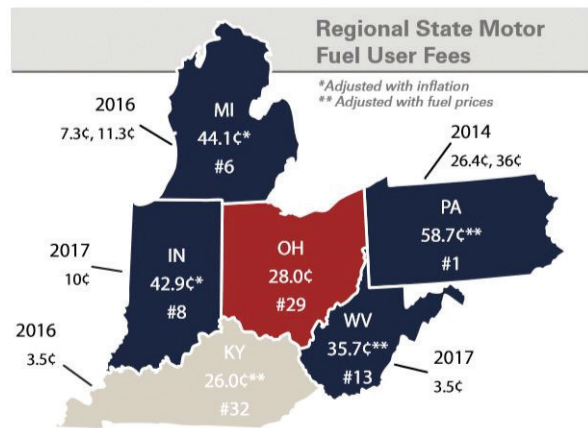 Regional State Motor
Fuel User Fees
*Adjusted with inflation
** Adjusted with fuel prices
2016
7.3¢, 11.3¢
MI
44.1¢*
#6
2014
26.4¢, 36¢
PA
58.7¢**
#1
2017
10¢
IN
42.9¢*
#8
OH
28.0¢
#29
WV
35.7¢**
#13
2017
3.5¢
2016
3.5¢
KY
26.0¢**
#32